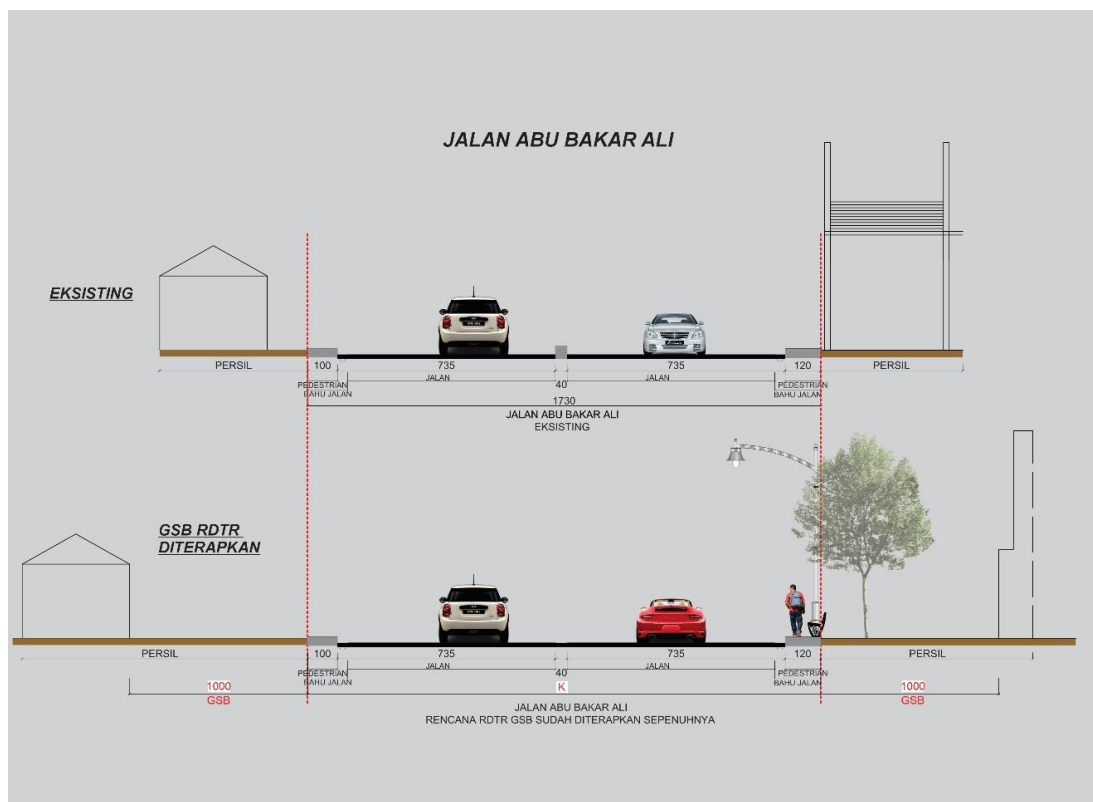 JALAN ABU BAKAR ALI
EKSISTING
PERSIL
100
735
735
120
PERSIL
PEDESTRIAN
BAHU JALAN
JALAN
40
JALAN
PEDESTRIAN
BAHU JALAN
1730
JALAN ABU BAKAR ALI
EKSISTING
GSB RDTR
DITERAPKAN
PERSIL
100
735
735
120
PERSIL
PEDESTRIAN
BAHU JALAN
JALAN
40
JALAN
PEDESTRIAN
BAHU JALAN
1000
GSB
K
1000
GSB
JALAN ABU BAKAR ALI
RENCANA RDTR GSB SUDAH DITERAPKAN SEPENUHNYA